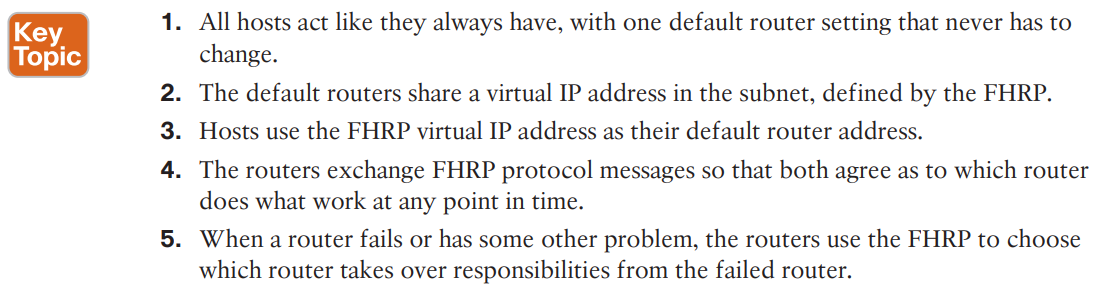 Key
Topic
1. All hosts act like they always have, with one default router setting that never has to
change.
2. The default routers share a virtual IP address in the subnet, defined by the FHRP.
3. Hosts use the FHRP virtual IP address as their default router address.
4. The routers exchange FHRP protocol messages so that both agree as to which router
does what work at any point in time.
5. When a router fails or has some other problem, the routers use the FHRP to choose
which router takes over responsibilities from the failed router.